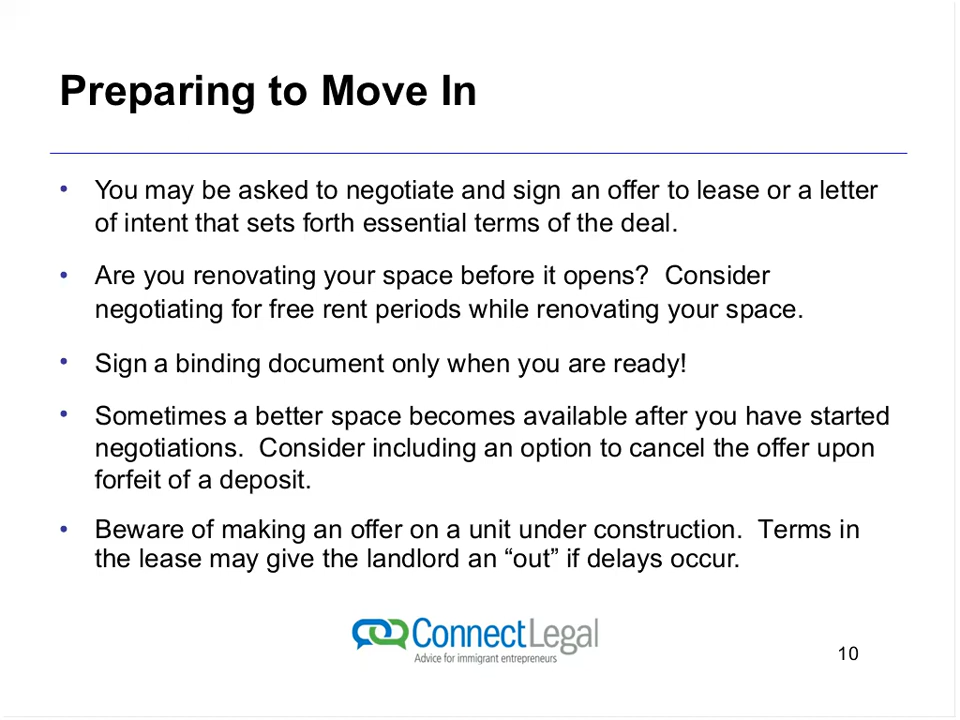 Preparing to Move In
• You may be asked to negotiate and sign an offer to lease or a letter
of intent that sets forth essential terms of the deal.
• Are you renovating your space before it opens?  Consider
negotiating for free rent periods while renovating your space.
• Sign a binding document only when you are ready!
• Sometimes a better space becomes available after you have started
negotiations.  Consider including an option to cancel the offer upon
forfeit of a deposit.
• Beware of making an offer on a unit under construction.  Terms in
the lease may give the landlord an “out” if delays occur.
ConnectLegal
Advice for immigrant entrepreneurs
10